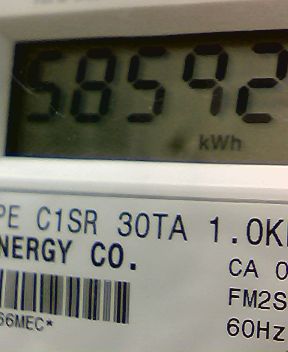 58592
kWh
PE C1SR 30TA 1.0K
NERGY CO.
CA 0
FM2S
66MEC*
60Hz